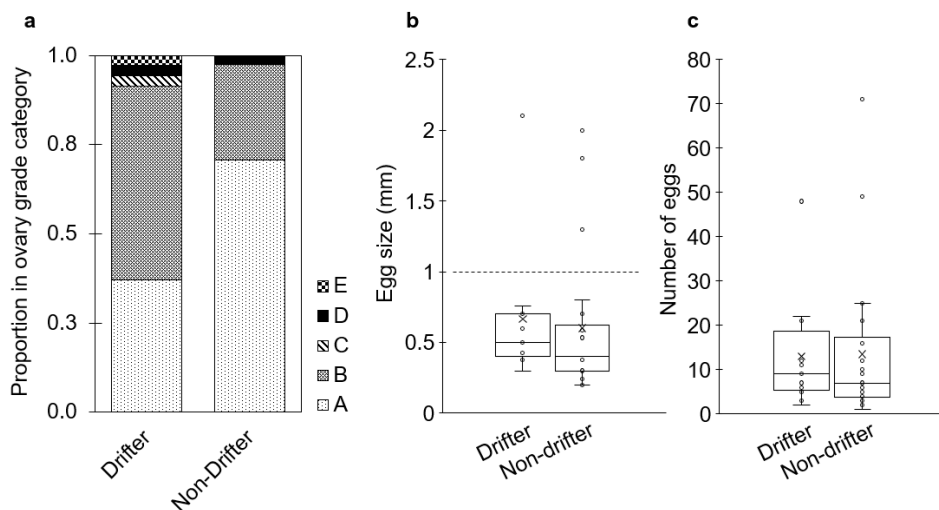 a
Proportion in ovary grade category
1.0
0.8
0.5
0.3
0.0
Drifter
Non-Drifter
E
D
C
B
A
b
Egg size (mm)
2.5
2
1.5
1
0.5
0
Drifter
Non-drifter
c
Number of eggs
80
70
60
50
40
30
20
10
0
Drifter
Non-drifter